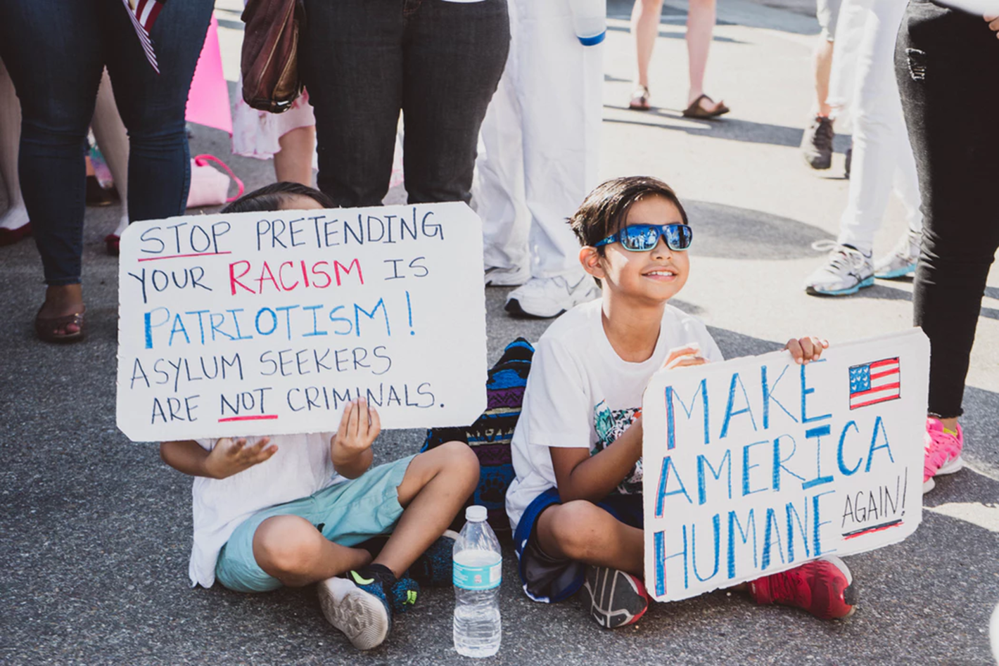 STOP PRETENDING
YOUR RACISM IS
PATRIOTISM!
ASYLUM SEEKERS
ARE NOT CRIMINALS.
MAKE
AMERICA
HUMANE
AGAIN!